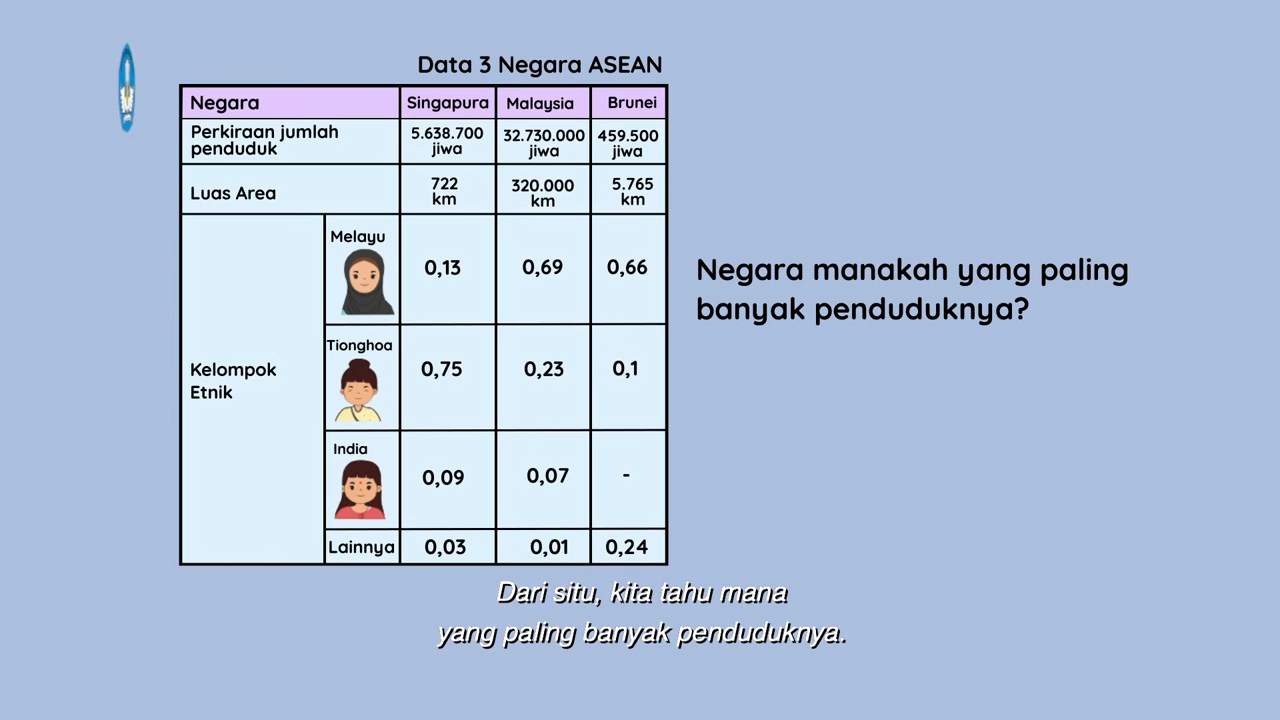 Data 3 Negara ASEAN
Negara Singapura Malaysia Brunei
Perkiraan jumlah penduduk 5.638.700 jiwa 32.730.000 jiwa 459.500 jiwa
Luas Area 722 km 320.000 km 5.765 km
Kelompok Etnik
Melayu 0,13 0,69 0,66
Tionghoa 0,75 0,23 0,1
India 0,09 0,07 -
Lainnya 0,03 0,01 0,24
Negara manakah yang paling
banyak penduduknya?
Dari situ, kita tahu mana
yang paling banyak penduduknya.